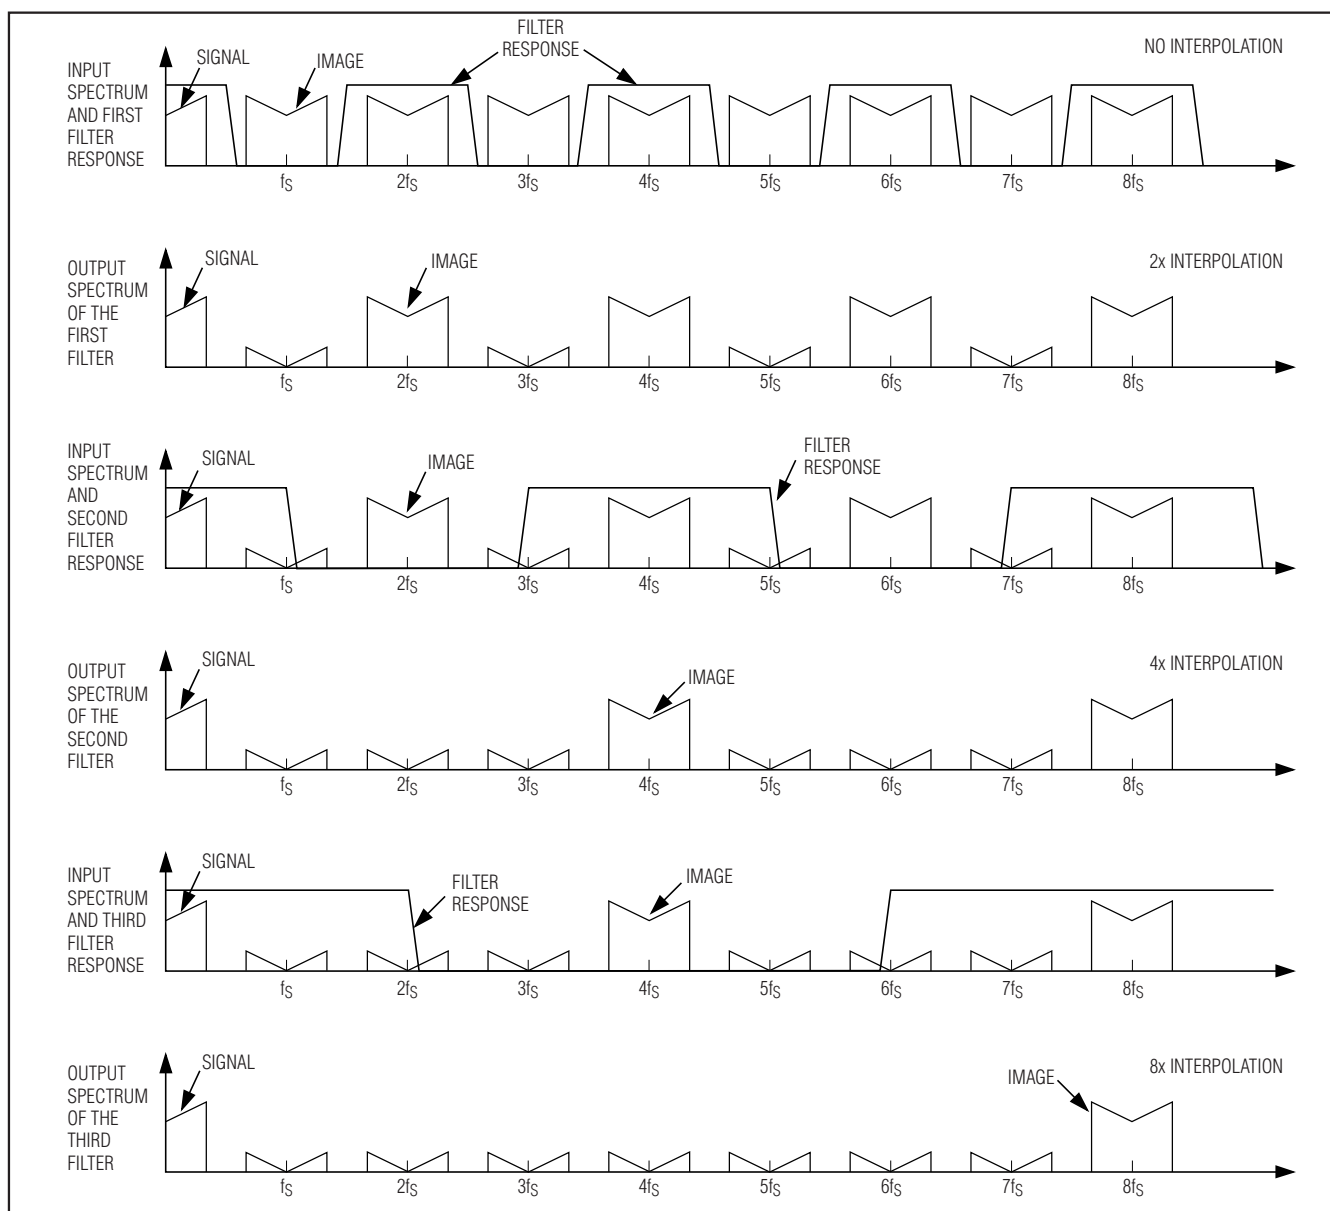 NO INTERPOLATION
INPUT
SPECTRUM
AND FIRST
FILTER
RESPONSE
SIGNAL
IMAGE
FILTER
RESPONSE
fS
2fS
3fS
4fS
5fS
6fS
7fS
8fS
2x INTERPOLATION
OUTPUT
SPECTRUM
OF THE
FIRST
FILTER
SIGNAL
IMAGE
fS
2fS
3fS
4fS
5fS
6fS
7fS
8fS
INPUT
SPECTRUM
AND
SECOND
FILTER
RESPONSE
SIGNAL
IMAGE
FILTER
RESPONSE
fS
2fS
3fS
4fS
5fS
6fS
7fS
8fS
4x INTERPOLATION
OUTPUT
SPECTRUM
OF THE
SECOND
FILTER
SIGNAL
IMAGE
fS
2fS
3fS
4fS
5fS
6fS
7fS
8fS
INPUT
SPECTRUM
AND THIRD
FILTER
RESPONSE
SIGNAL
FILTER
RESPONSE
IMAGE
fS
2fS
3fS
4fS
5fS
6fS
7fS
8fS
8x INTERPOLATION
OUTPUT
SPECTRUM
OF THE
THIRD
FILTER
SIGNAL
IMAGE
fS
2fS
3fS
4fS
5fS
6fS
7fS
8fS